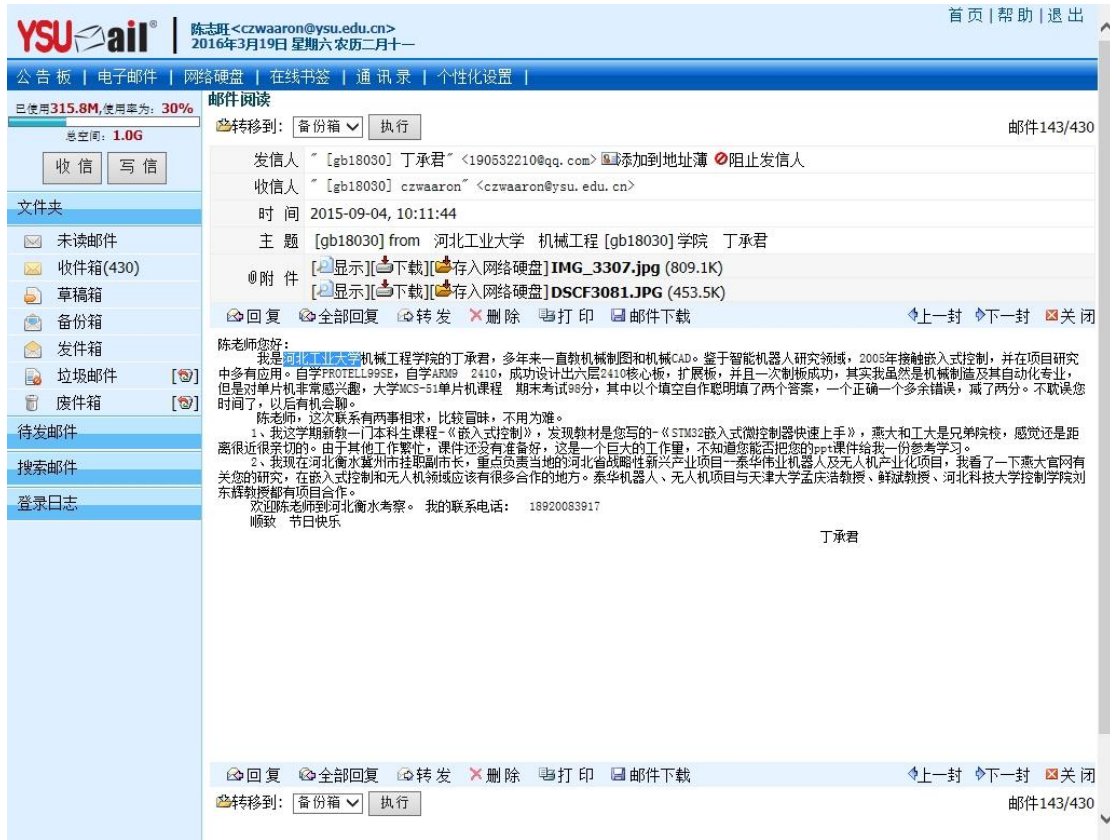 首页|帮助|退出
YSUMail®
陈志旺<czwaaron@ysu.edu.cn>
2016年3月19日 星期六 农历二月十一
公告板 | 电子邮件 | 网络硬盘 | 在线书签 | 通讯录 | 个性化设置 |
已使用315.8M,使用率为: 30%
总空间: 1.0G
收信 写信
文件夹
未读邮件
收件箱(430)
草稿箱
备份箱
发件箱
垃圾邮件
废件箱
待发邮件
搜索邮件
登录日志
邮件阅读
转移到: 备份箱 执行 邮件143/430
发信人 "[gb18030] 丁承君" <190532210@qq.com> 添加到地址薄 阻止发信人
收信人 "[gb18030] czwaaron" <czwaaron@ysu.edu.cn>
时间 2015-09-04, 10:11:44
主题 [gb18030] from 河北工业大学 机械工程 [gb18030] 学院 丁承君
附件 [显示][下载][存入网络硬盘] IMG_3307.jpg (809.1K)
[显示][下载][存入网络硬盘] DSCF3081.JPG (453.5K)
回复 全部回复 转发 删除 打印 邮件下载 上一封 下一封 关闭
陈老师您好:
我是河北工业大学机械工程学院的丁承君,多年来一直教机械制图和机械CAD。鉴于智能机器人研究领域,2005年接触嵌入式控制,并在项目研究
中多有应用。自学PROTELL99SE,自学ARM9 2410,成功设计出六层2410核心板,扩展板,并且一次制板成功,其实我虽然是机械制造及其自动化专业,
但是对单片机非常感兴趣,大学MCS-51单片机课程 期末考试98分,其中以个填空自作聪明填了两个答案,一个正确一个多余错误,减了两分。不耽误您
时间了,以后有机会聊。
陈老师,这次联系有两事相求,比较冒昧,不用为难。
1、我这学期新教一门本科生课程-《嵌入式控制》,发现教材是您写的-《STM32嵌入式微控制器快速上手》,燕大和工大是兄弟院校,感觉还是距
离很近很亲切的。由于其他工作繁忙,课件还没有准备好,这是一个巨大的工作量,不知道您能否把您的ppt课件给我一份参考学习。
2、我现在河北衡水冀州市挂职副市长,重点负责当地的河北省战略性新兴产业项目--泰华伟业机器人及无人机产业化项目,我看了一下燕大官网有
关您的研究,在嵌入式控制和无人机领域应该有很多合作的地方。泰华机器人、无人机项目与天津大学孟庆浩教授、鲜斌教授、河北科技大学控制学院刘
东辉教授都有项目合作。
欢迎陈老师到河北衡水考察。 我的联系电话: 18920083917
顺致 节日快乐
丁承君
回复 全部回复 转发 删除 打印 邮件下载 上一封 下一封 关闭
转移到: 备份箱 执行 邮件143/430